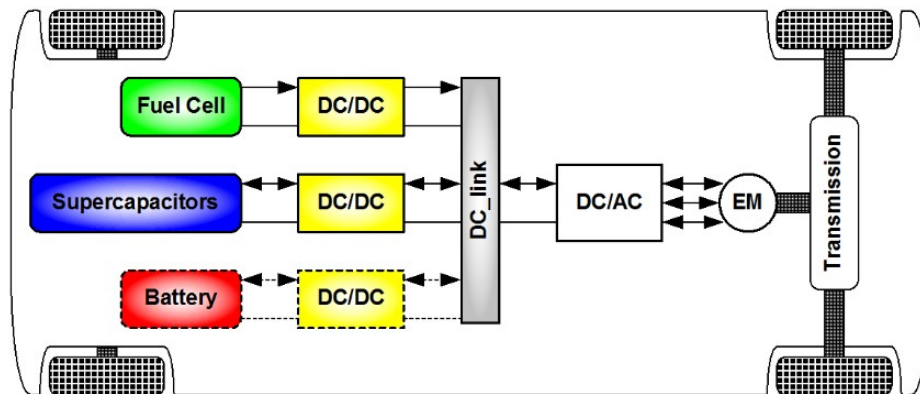 Fuel Cell
DC/DC
Supercapacitors
DC/DC
Battery
DC/DC
DC_link
DC/AC
EM
Transmission